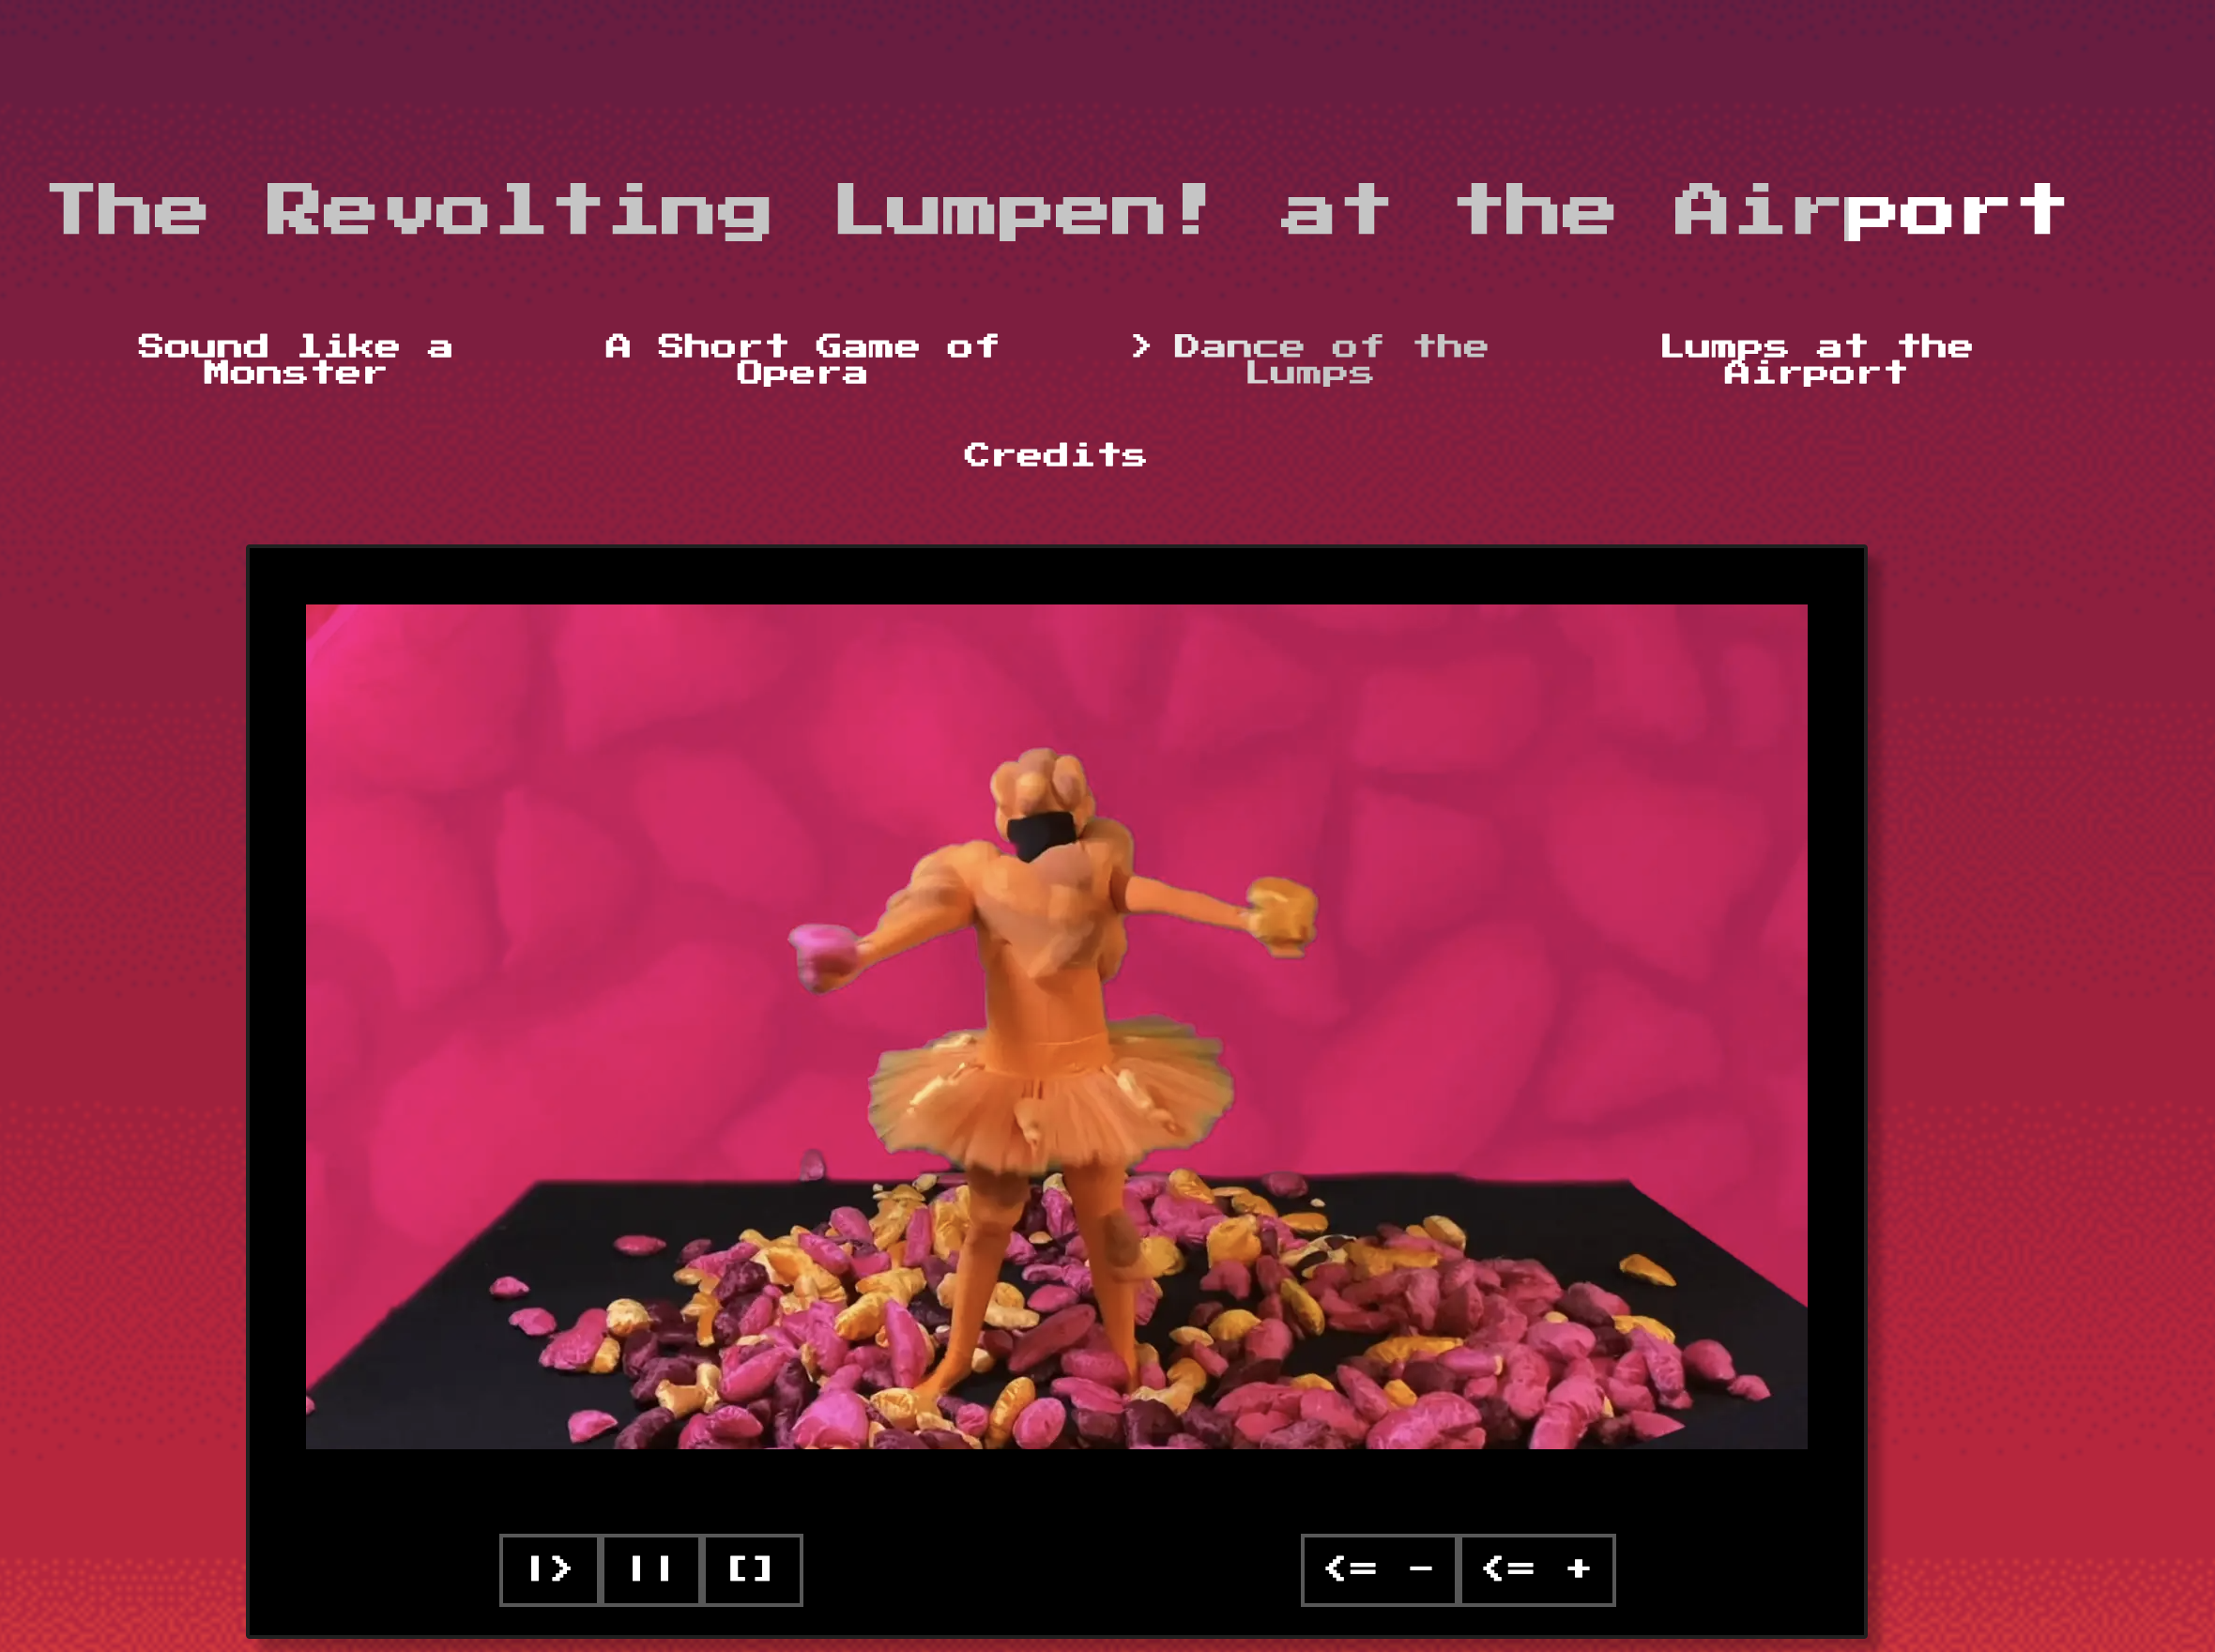 The Revolting Lumpen! at the Airport
Sound like a
Monster
A Short Game of
Opera
> Dance of the
Lumps
Lumps at the
Airport
Credits
|> || [] <= - <= +